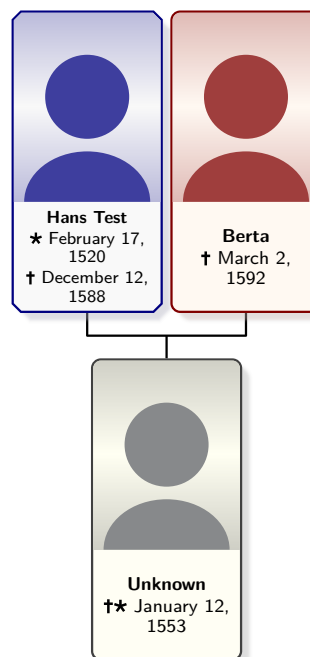 Hans Test
★ February 17,
1520
† December 12,
1588
Berta
† March 2,
1592
Unknown
†★ January 12,
1553